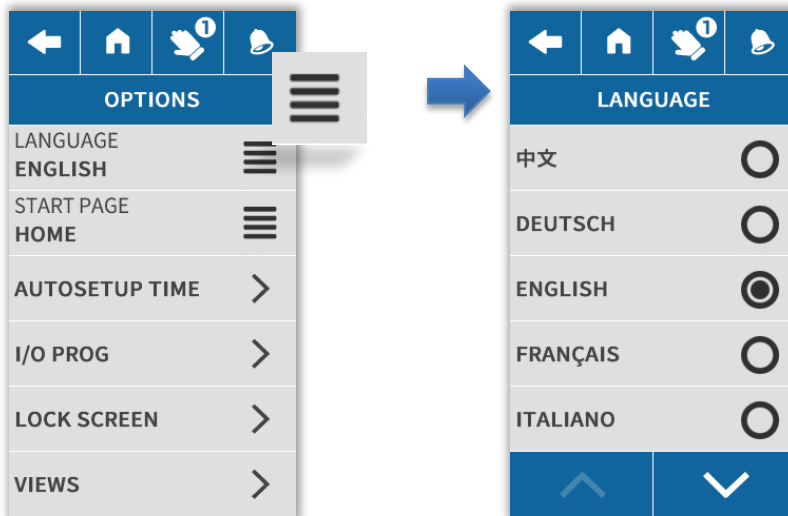 1
OPTIONS
LANGUAGE
ENGLISH
START PAGE
HOME
AUTOSETUP TIME
I/O PROG
LOCK SCREEN
VIEWS
1
LANGUAGE
中文
DEUTSCH
ENGLISH
FRANÇAIS
ITALIANO